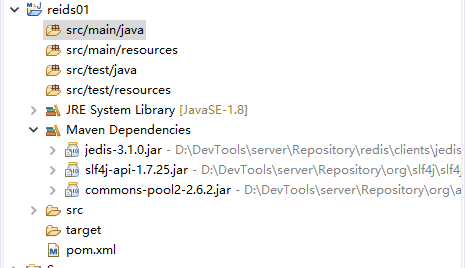 reids01
src/main/java
src/main/resources
src/test/java
src/test/resources
JRE System Library [JavaSE-1.8]
Maven Dependencies
jedis-3.1.0.jar - D:\DevTools\server\Repository\redis\clients\jedis
slf4j-api-1.7.25.jar - D:\DevTools\server\Repository\org\slf4j\slf4
commons-pool2-2.6.2.jar - D:\DevTools\server\Repository\org\a
src
target
pom.xml